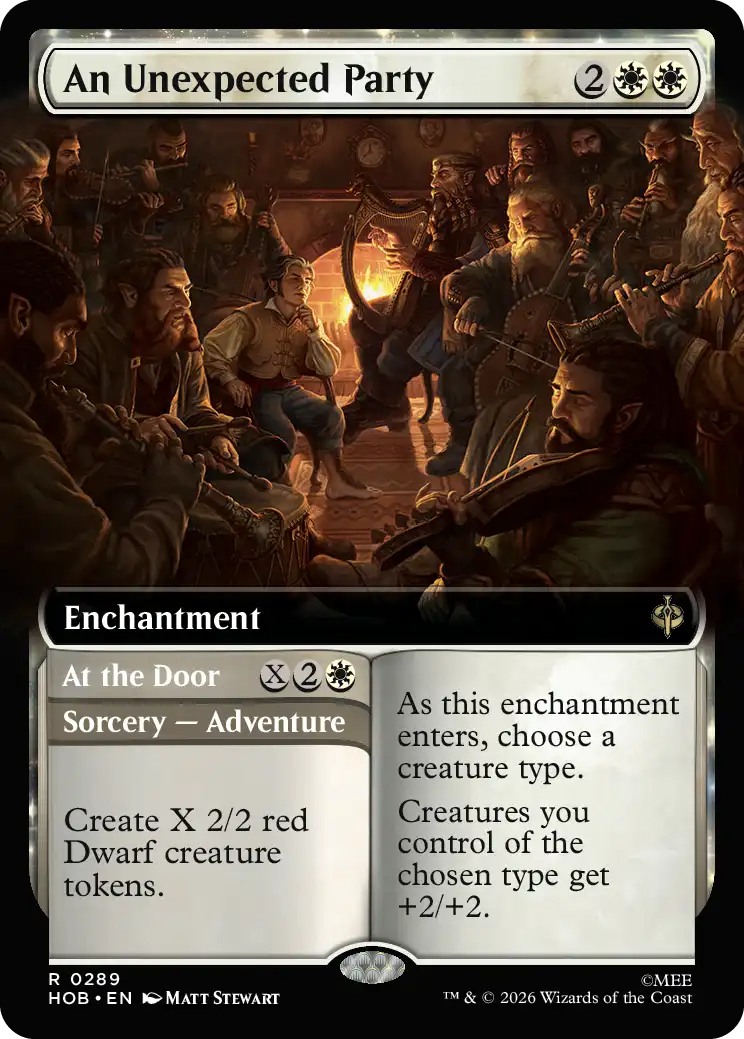 An Unexpected Party 2
Enchantment
At the Door X 2
Sorcery — Adventure
Create X 2/2 red
Dwarf creature
tokens.
As this enchantment
enters, choose a
creature type.
Creatures you
control of the
chosen type get
+2/+2.
R 0289
HOB • EN MATT STEWART
©MEE
™ & © 2026 Wizards of the Coast